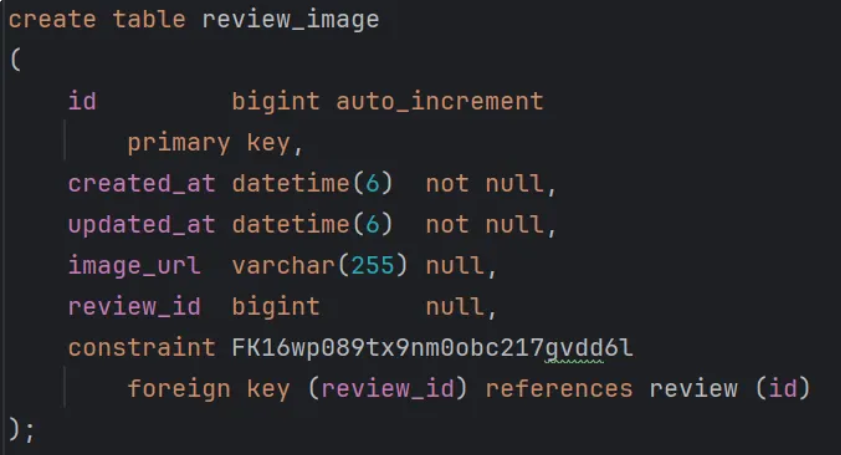 create table review_image
(
    id         bigint auto_increment
        primary key,
    created_at datetime(6)  not null,
    updated_at datetime(6)  not null,
    image_url  varchar(255) null,
    review_id  bigint       null,
    constraint FK16wp089tx9nm0obc217gvdd6l
        foreign key (review_id) references review (id)
);